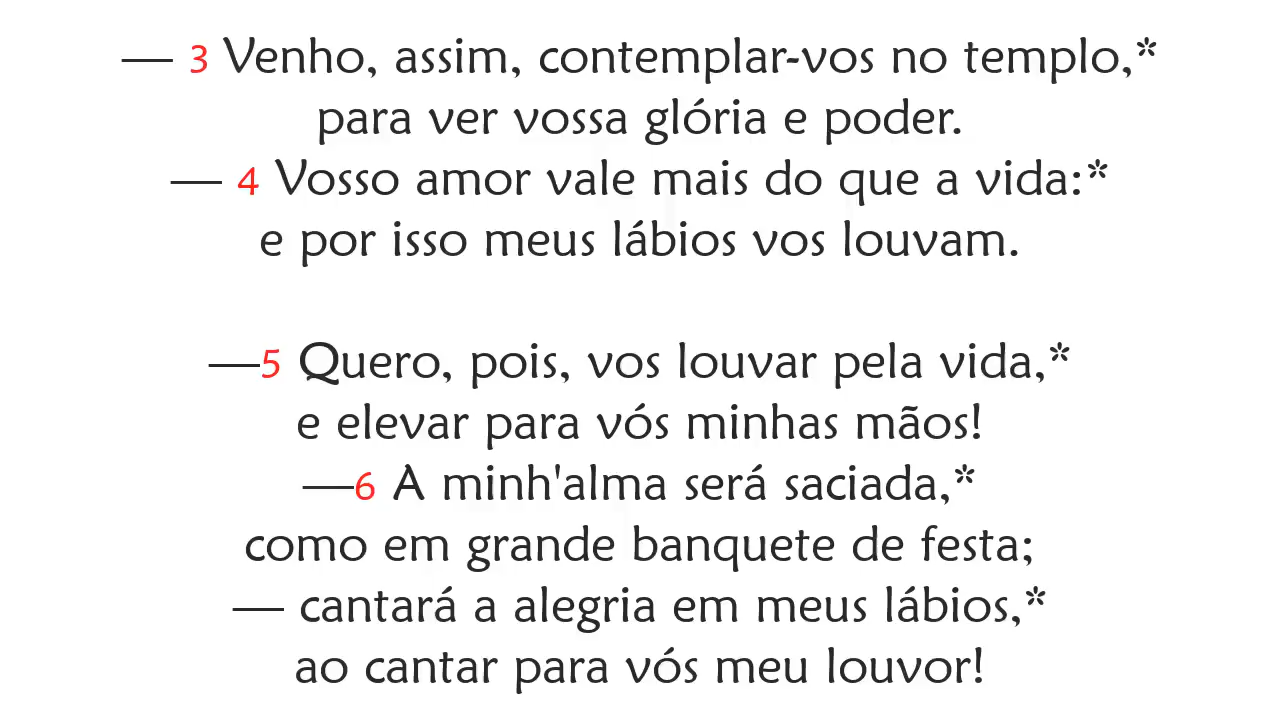 — 3 Venho, assim, contemplar-vos no templo,*
para ver vossa glória e poder.
— 4 Vosso amor vale mais do que a vida:*
e por isso meus lábios vos louvam.
—5 Quero, pois, vos louvar pela vida,*
e elevar para vós minhas mãos!
—6 A minh'alma será saciada,*
como em grande banquete de festa;
— cantará a alegria em meus lábios,*
ao cantar para vós meu louvor!